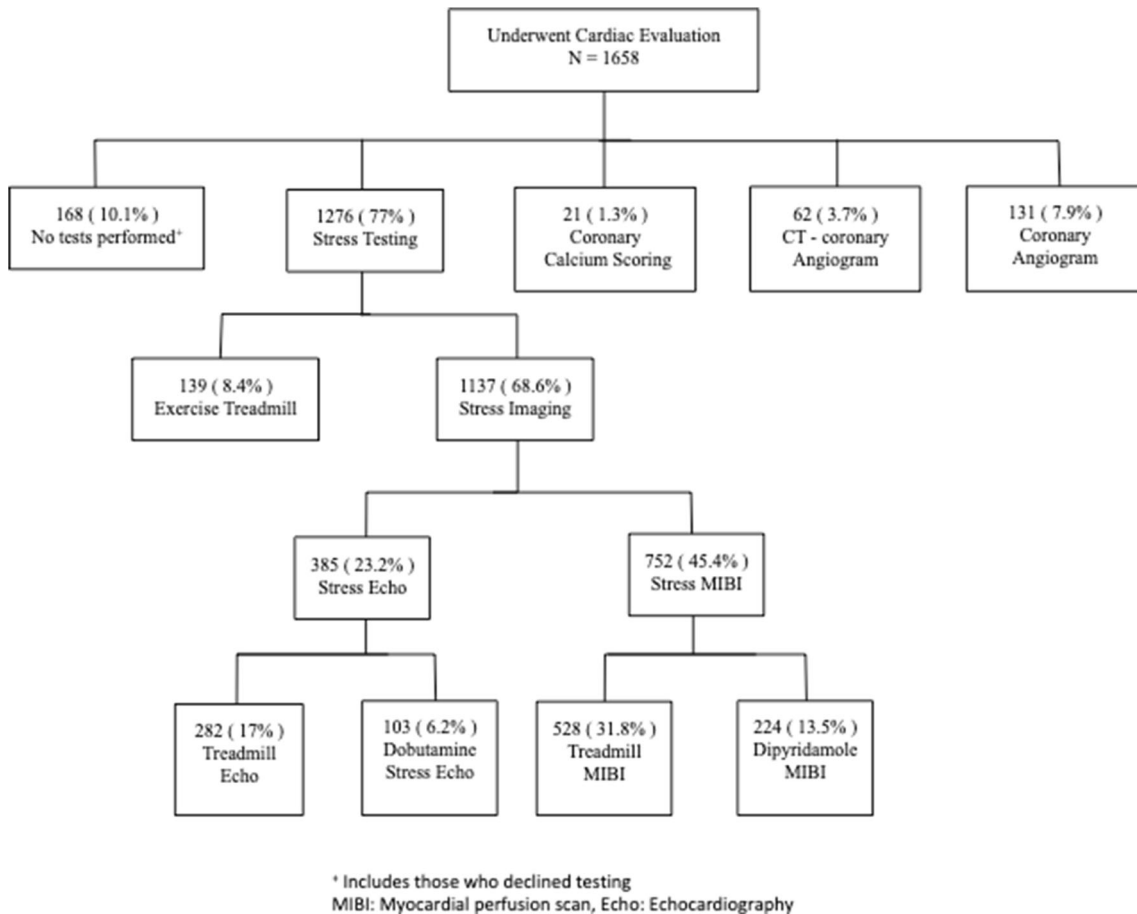 Underwent Cardiac Evaluation
N = 1658
168 ( 10.1% )
No tests performed⁺
1276 ( 77% )
Stress Testing
21 ( 1.3% )
Coronary
Calcium Scoring
62 ( 3.7% )
CT - coronary
Angiogram
131 ( 7.9% )
Coronary
Angiogram
139 ( 8.4% )
Exercise Treadmill
1137 ( 68.6% )
Stress Imaging
385 ( 23.2% )
Stress Echo
752 ( 45.4% )
Stress MIBI
282 ( 17% )
Treadmill
Echo
103 ( 6.2% )
Dobutamine
Stress Echo
528 ( 31.8% )
Treadmill
MIBI
224 ( 13.5% )
Dipyridamole
MIBI
⁺ Includes those who declined testing
MIBI: Myocardial perfusion scan, Echo: Echocardiography